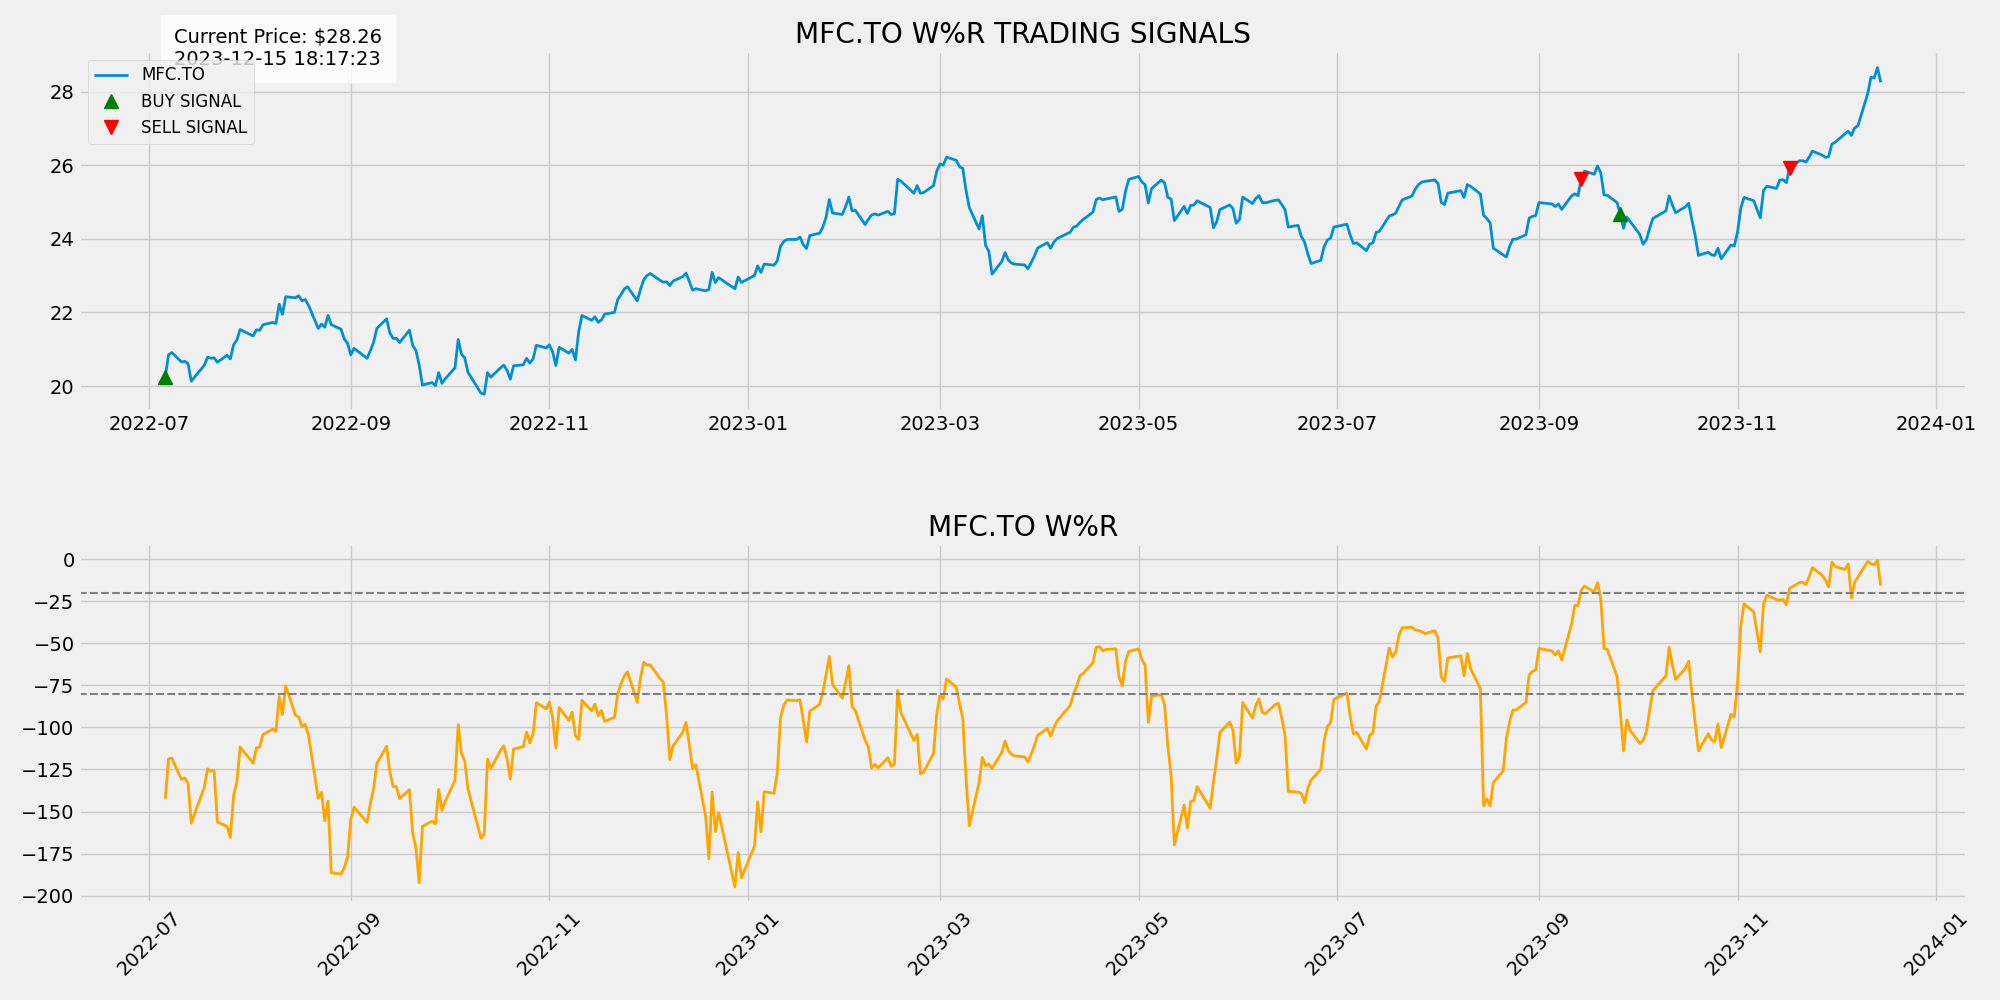 MFC.TO W%R TRADING SIGNALS
Current Price: $28.26
2023-12-15 18:17:23
MFC.TO
BUY SIGNAL
SELL SIGNAL
28
26
24
22
20
2022-07 2022-09 2022-11 2023-01 2023-03 2023-05 2023-07 2023-09 2023-11 2024-01
MFC.TO W%R
0
−25
−50
−75
−100
−125
−150
−175
−200
2022-07 2022-09 2022-11 2023-01 2023-03 2023-05 2023-07 2023-09 2023-11 2024-01